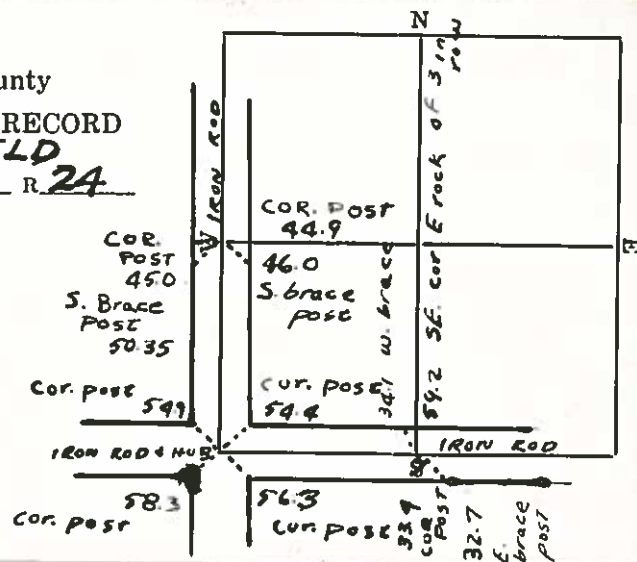 N
unty
RECORD
LD
R 24
IRON ROD
E rock of 3 in row
59.2 SE. cor
COR. POST
44.9
COR.
POST
45.0
W
46.0
S. brace
post
E
S. Brace
Post
50.35
34.1 W. brace
Cor. post
54.9
Cur. post
54.4
IRON ROD & HUB
IRON ROD
S
58.3
Cor. post
56.3
Cur. post
33.9
COR
POST
32.7
E.
brace
post